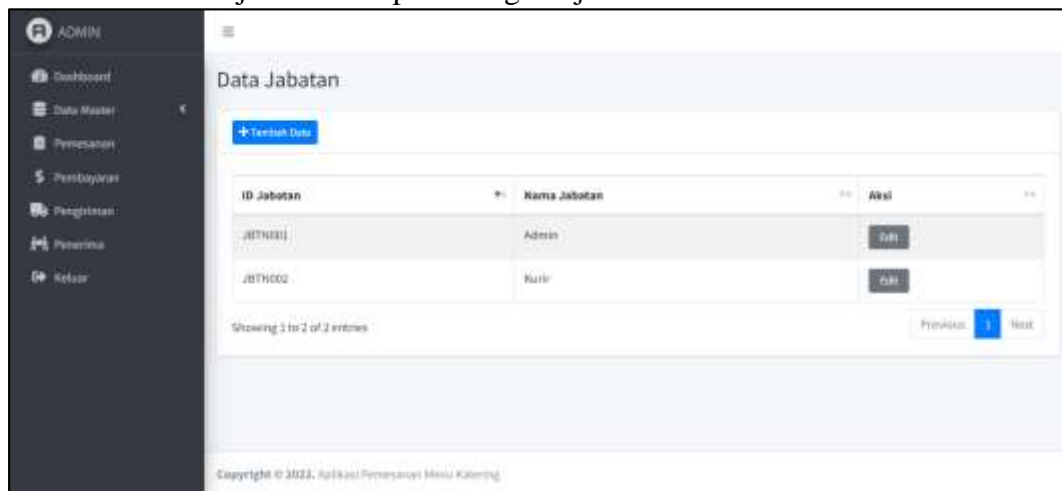 ADMIN
Dashboard
Data Master
Pemesanan
Pembayaran
Pengiriman
Penerima
Keluar
Data Jabatan
+ Tambah Data
ID Jabatan Nama Jabatan Aksi
JBTN001 Admin Edit
JBTN002 Kurir Edit
Showing 1 to 2 of 2 entries
Previous 1 Next
Copyright © 2022. Aplikasi Pemesanan Menu Katering